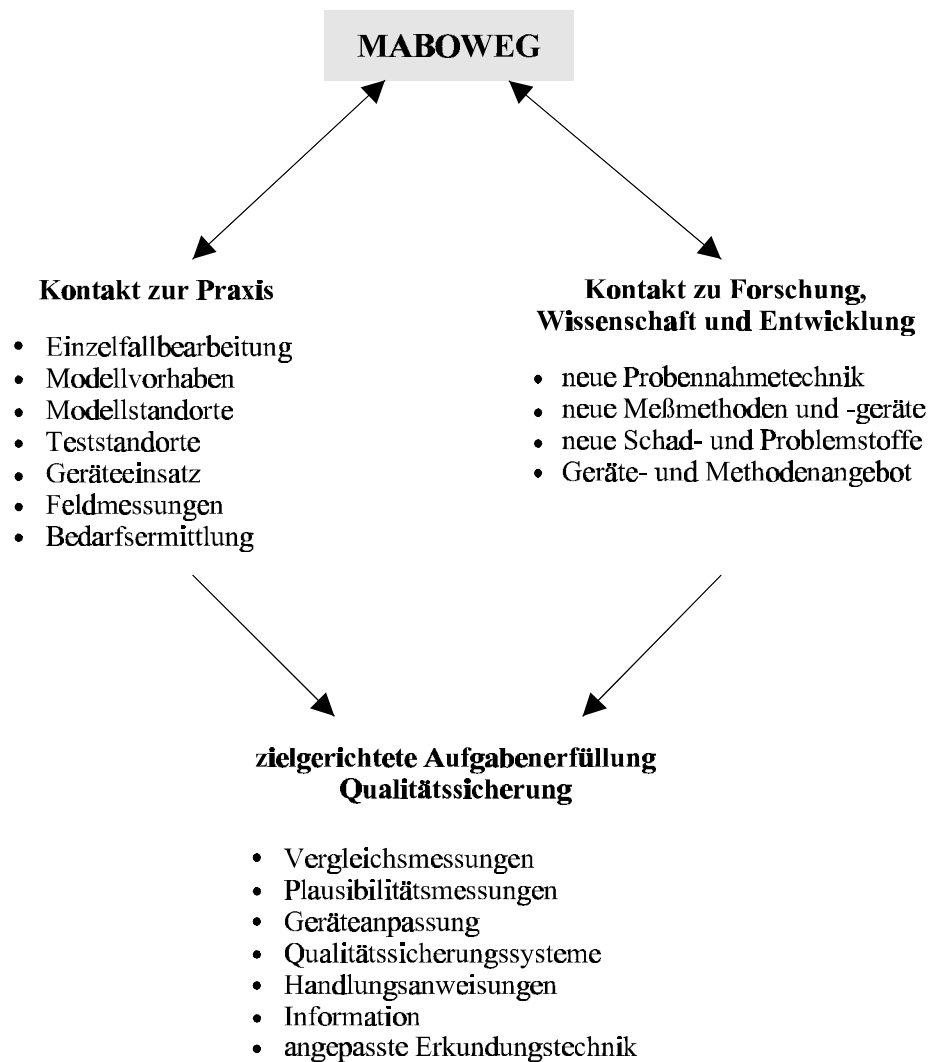 MABOWEG
Kontakt zur Praxis
• Einzelfallbearbeitung
• Modellvorhaben
• Modellstandorte
• Teststandorte
• Geräteeinsatz
• Feldmessungen
• Bedarfsermittlung
Kontakt zu Forschung,
Wissenschaft und Entwicklung
• neue Probennahmetechnik
• neue Meßmethoden und -geräte
• neue Schad- und Problemstoffe
• Geräte- und Methodenangebot
zielgerichtete Aufgabenerfüllung
Qualitätssicherung
• Vergleichsmessungen
• Plausibilitätsmessungen
• Geräteanpassung
• Qualitätssicherungssysteme
• Handlungsanweisungen
• Information
• angepasste Erkundungstechnik